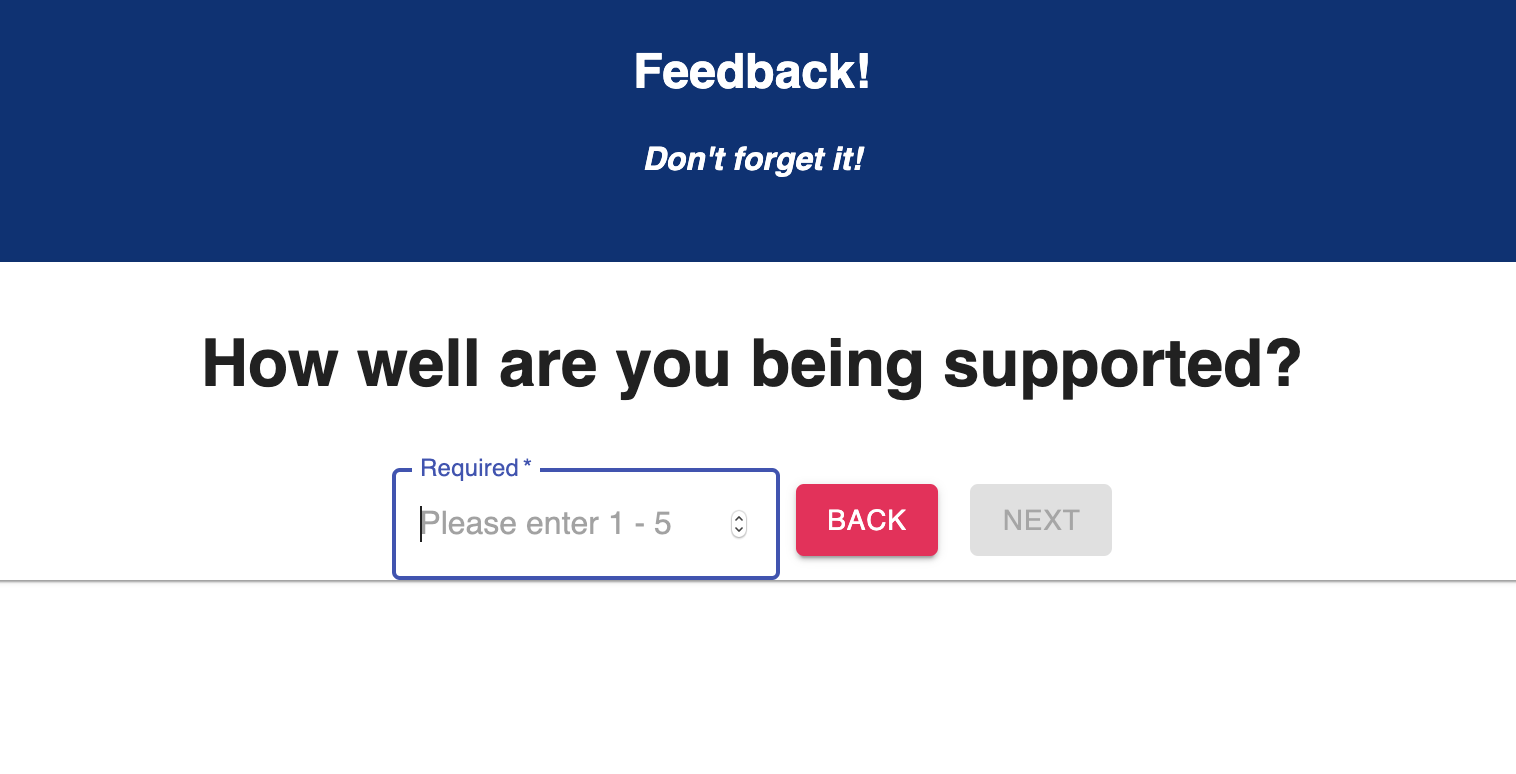 Feedback!
Don't forget it!
How well are you being supported?
Required *
Please enter 1 - 5
BACK
NEXT